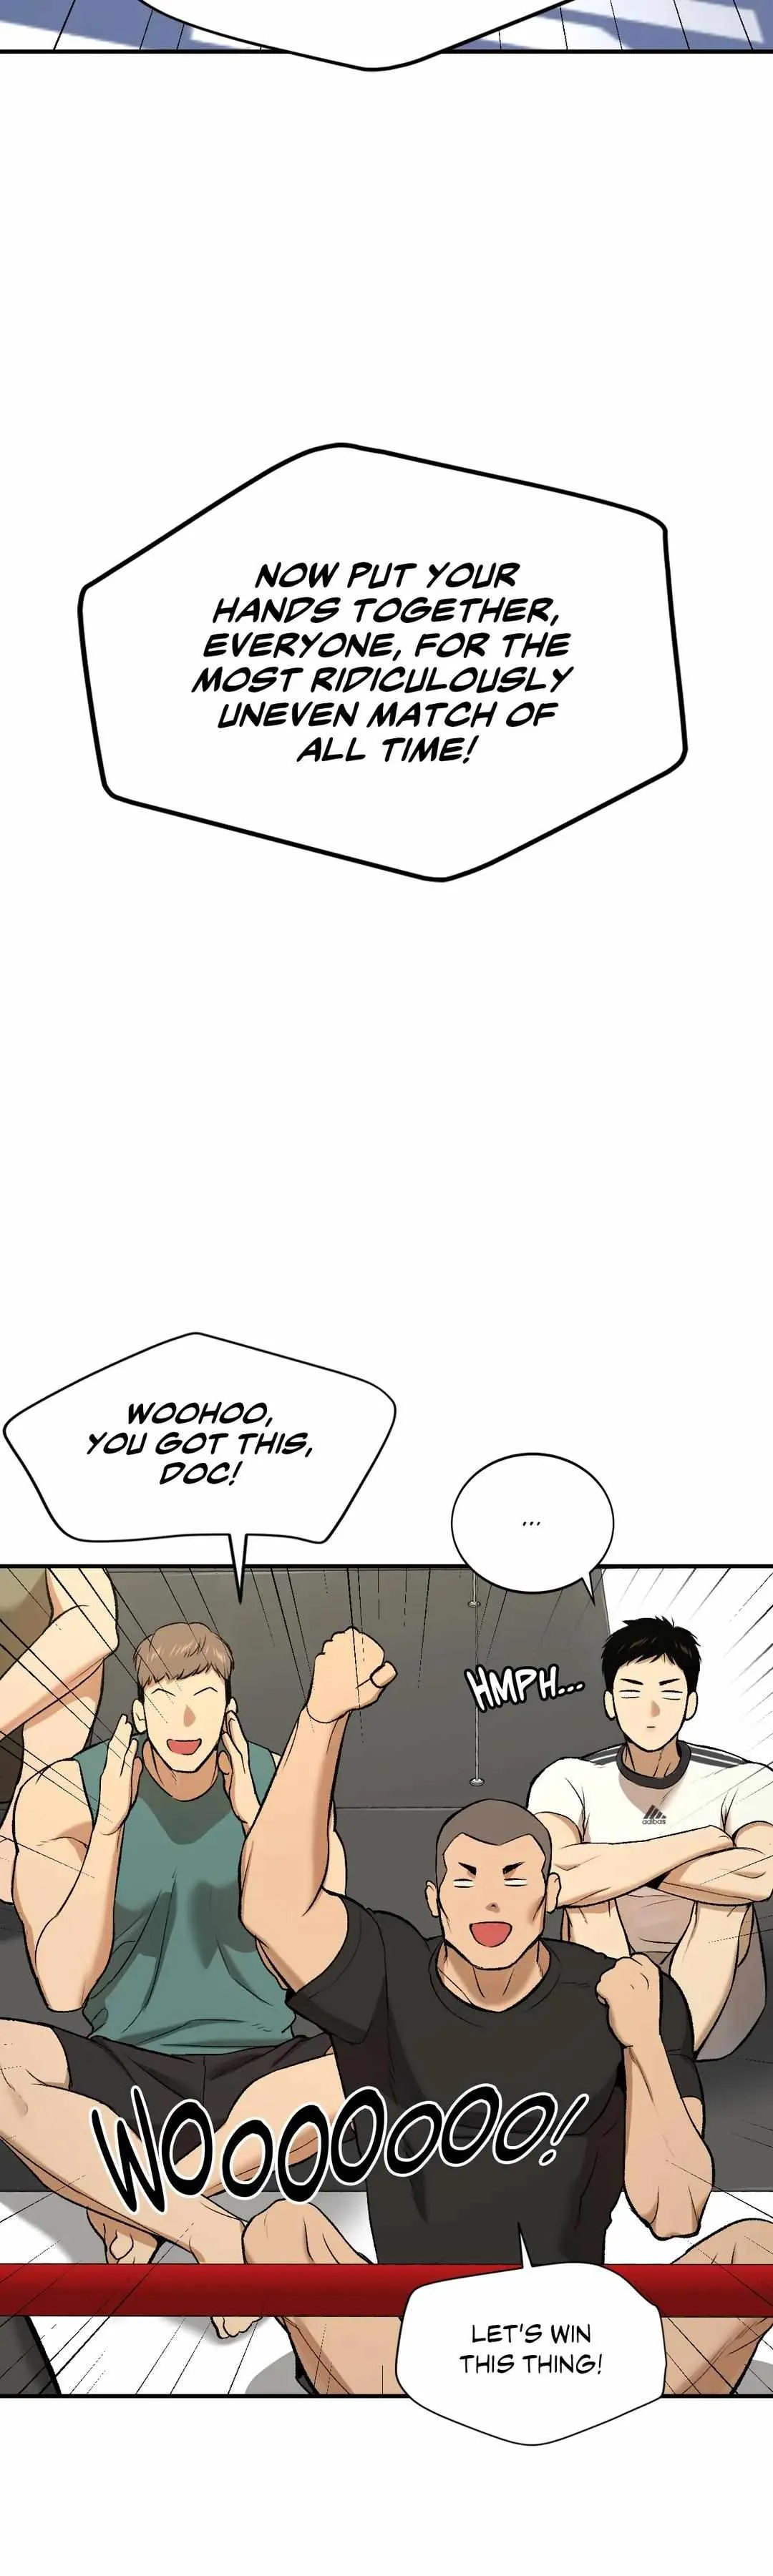 NOW PUT YOUR
HANDS TOGETHER,
EVERYONE, FOR THE
MOST RIDICULOUSLY
UNEVEN MATCH OF
ALL TIME!
WOOHOO,
YOU GOT THIS,
DOC!
...
HMPH...
adidas
WOOOOOOO!
LET'S WIN
THIS THING!